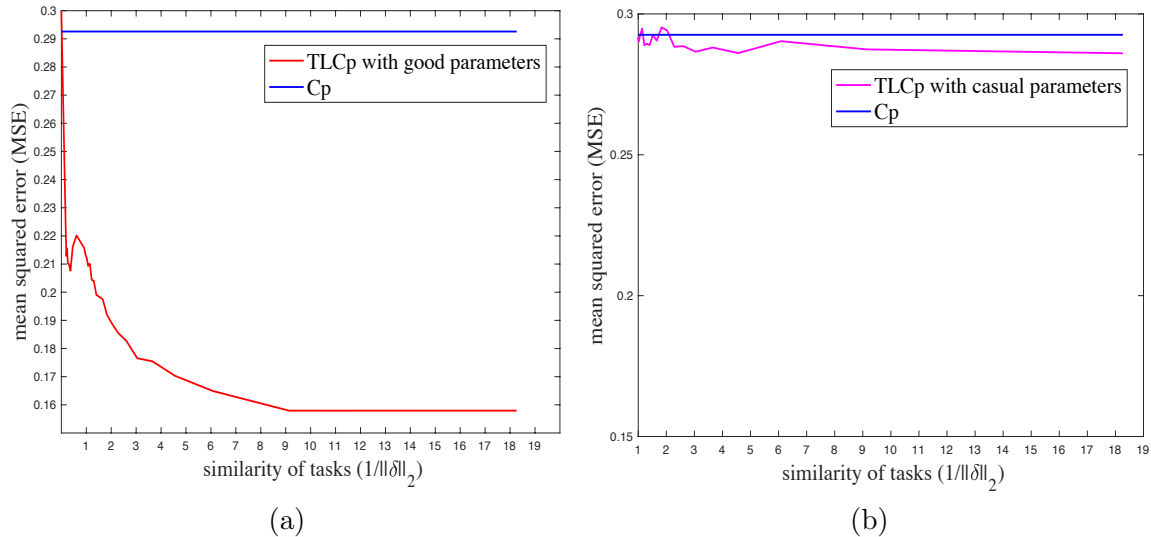 0.3
0.29
0.28
0.27
0.26
0.25
0.24
0.23
0.22
0.21
0.2
0.19
0.18
0.17
0.16
mean squared error (MSE)
TLCp with good parameters
Cp
1 2 3 4 5 6 7 8 9 10 11 12 13 14 15 16 17 18 19
similarity of tasks (1/||δ||₂)
(a)
0.3
0.25
0.2
0.15
mean squared error (MSE)
TLCp with casual parameters
Cp
1 2 3 4 5 6 7 8 9 10 11 12 13 14 15 16 17 18 19
similarity of tasks (1/||δ||₂)
(b)